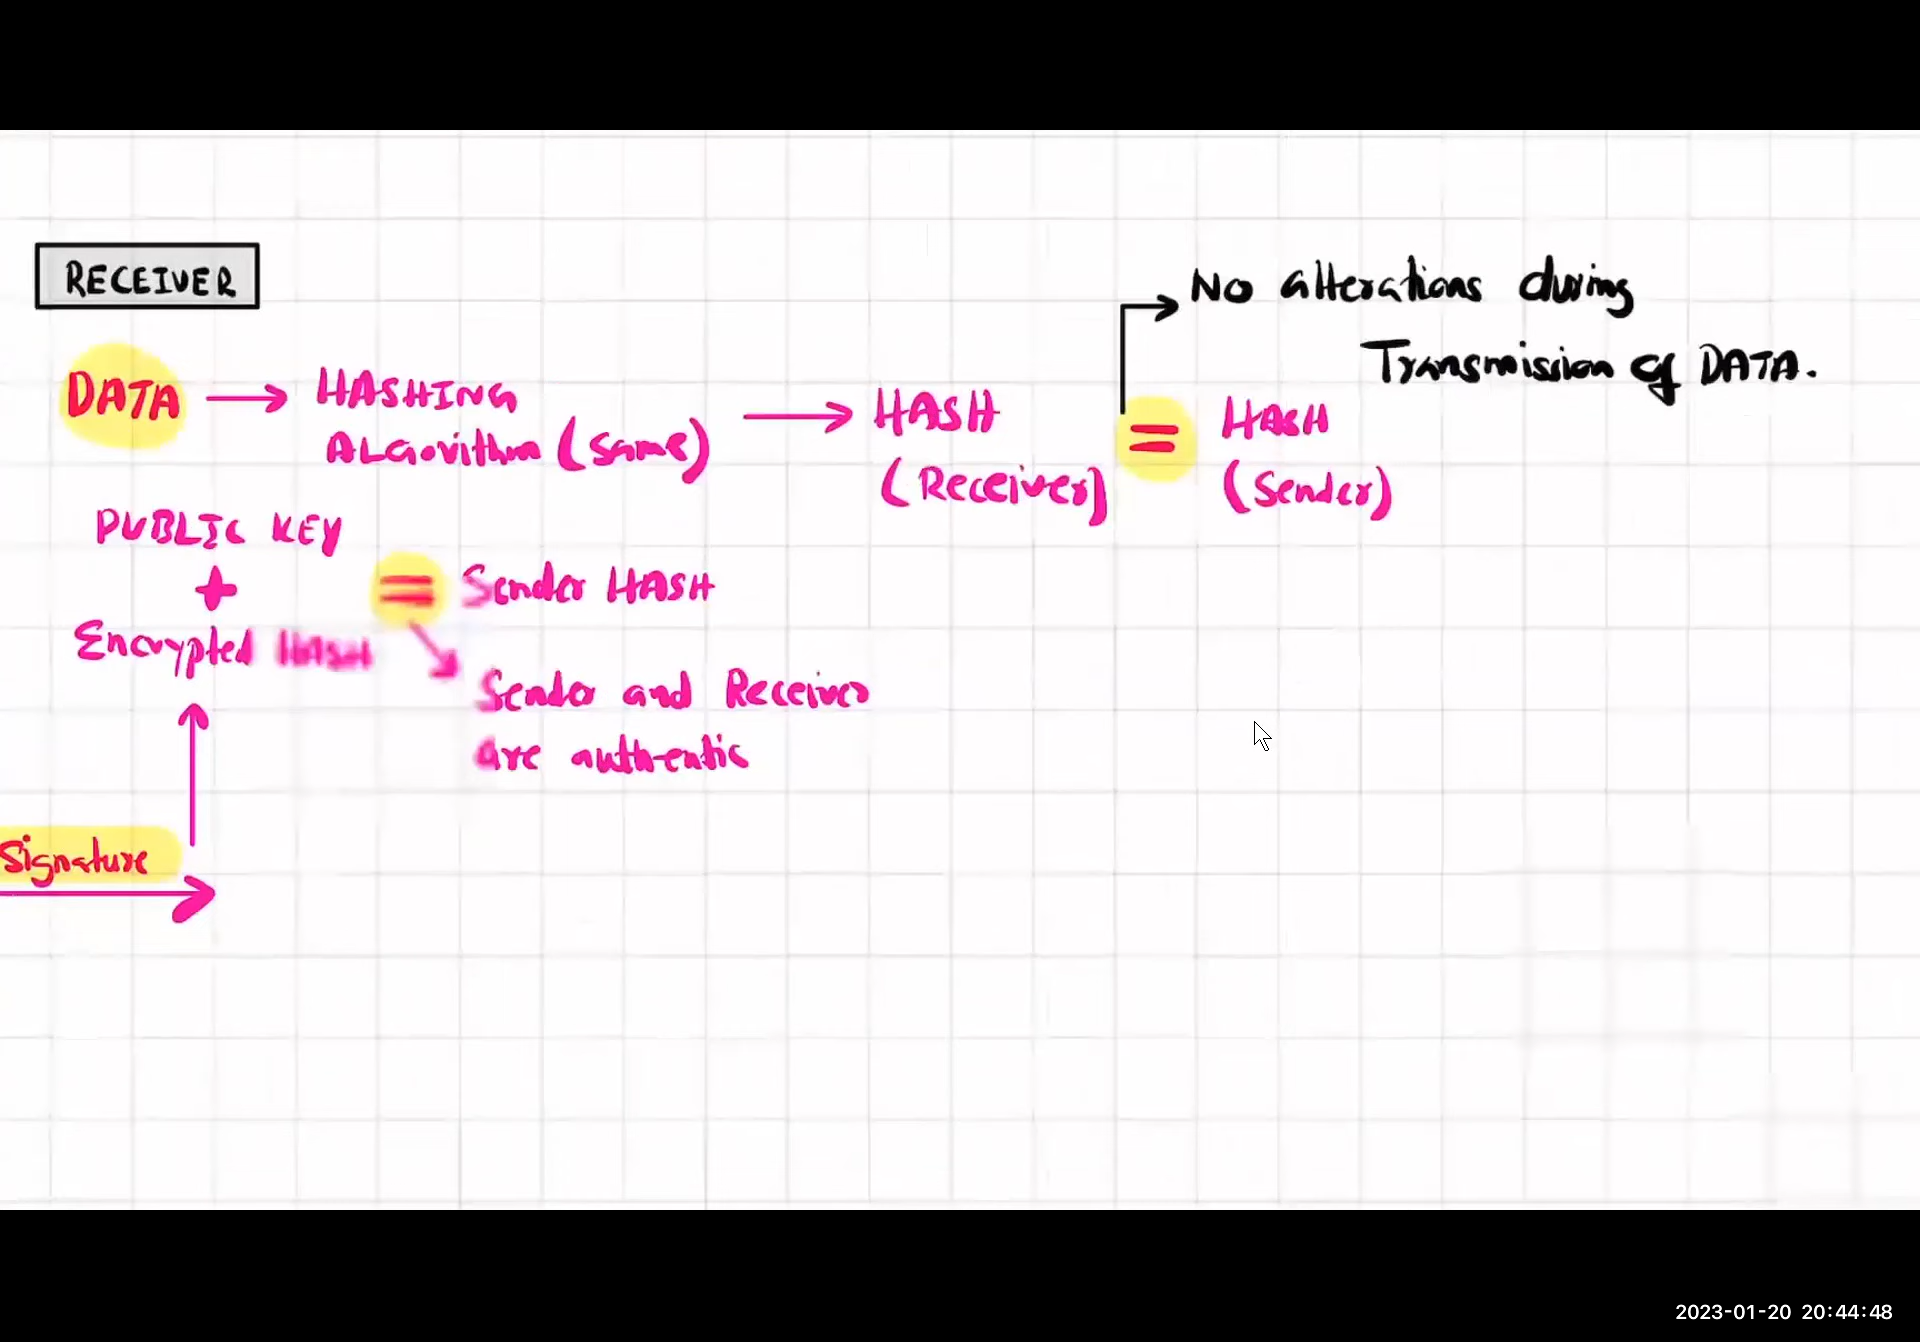 RECEIVER
No alterations during
Transmission of DATA.
DATA → HASHING
ALGorithm (Same)
→ HASH
(Receiver)
= HASH
(Sender)
PUBLIC KEY
+
Encrypted HASH
= Sender HASH
Sender and Receiver
are authentic
Signature
2023-01-20 20:44:48